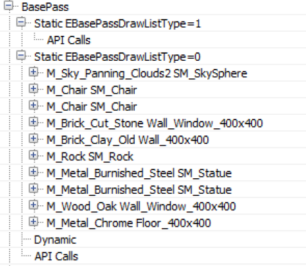 BasePass
Static EBasePassDrawListType=1
API Calls
Static EBasePassDrawListType=0
M_Sky_Panning_Clouds2 SM_SkySphere
M_Chair SM_Chair
M_Chair SM_Chair
M_Brick_Cut_Stone Wall_Window_400x400
M_Brick_Clay_Old Wall_400x400
M_Rock SM_Rock
M_Metal_Burnished_Steel SM_Statue
M_Metal_Burnished_Steel SM_Statue
M_Wood_Oak Wall_Window_400x400
M_Metal_Chrome Floor_400x400
Dynamic
API Calls